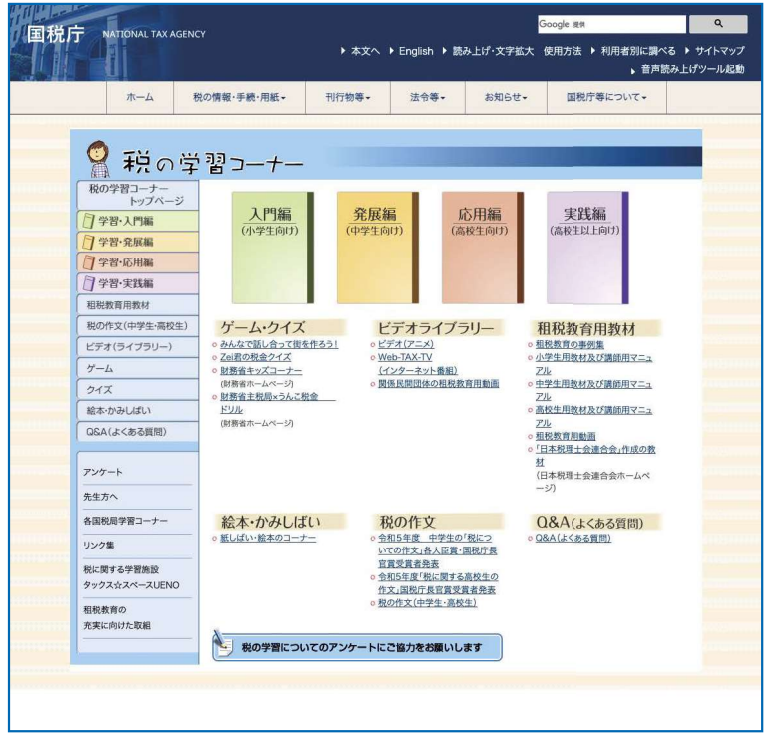 国税庁 NATIONAL TAX AGENCY
Google 提供
本文へ English 読み上げ・文字拡大 使用方法 利用者別に調べる サイトマップ
音声読み上げツール起動
ホーム 税の情報・手続・用紙 刊行物等 法令等 お知らせ 国税庁等について
税の学習コーナー
税の学習コーナー
トップページ
学習・入門編
学習・発展編
学習・応用編
学習・実践編
租税教育用教材
税の作文(中学生・高校生)
ビデオ(ライブラリー)
ゲーム
クイズ
絵本・かみしばい
Q&A(よくある質問)
アンケート
先生方へ
各国税局学習コーナー
リンク集
税に関する学習施設
タックス☆スペースUENO
租税教育の
充実に向けた取組
入門編
(小学生向け)
発展編
(中学生向け)
応用編
(高校生向け)
実践編
(高校生以上向け)
ゲーム・クイズ
みんなで話し合って街を作ろう!
Zei君の税金クイズ
財務省キッズコーナー
(財務省ホームページ)
財務省主税局×うんこ税金
ドリル
(財務省ホームページ)
ビデオライブラリー
ビデオ(アニメ)
Web-TAX-TV
(インターネット番組)
関係民間団体の租税教育用動画
租税教育用教材
租税教育の事例集
小学生用教材及び講師用マニュ
アル
中学生用教材及び講師用マニュ
アル
高校生用教材及び講師用マニュ
アル
租税教育用動画
「日本税理士会連合会」作成の教
材
(日本税理士会連合会ホームペ
ージ)
絵本・かみしばい
紙しばい・絵本のコーナー
税の作文
令和5年度 中学生の「税につ
いての作文」各大臣賞・国税庁長
官賞受賞者発表
令和5年度「税に関する高校生の
作文」国税庁長官賞受賞者発表
税の作文(中学生・高校生)
Q&A(よくある質問)
Q&A(よくある質問)
税の学習についてのアンケートにご協力をお願いします